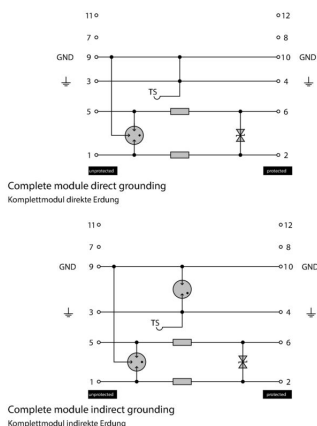 11 12
7 8
GND 9 10 GND
3 4
TS
5 6
1 2
unprotected protected
Complete module direct grounding
Komplettmodul direkte Erdung
11 12
7 8
GND 9 10 GND
3 4
TS
5 6
1 2
unprotected protected
Complete module indirect grounding
Komplettmodul indirekte Erdung